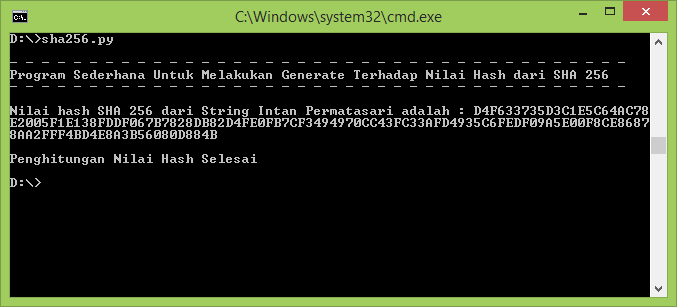 C:\Windows\system32\cmd.exe
D:\>sha256.py
- - - - - - - - - - - - - - - - - - - - - - - - - - - - - - - - - - - - - - -
Program Sederhana Untuk Melakukan Generate Terhadap Nilai Hash dari SHA 256
- - - - - - - - - - - - - - - - - - - - - - - - - - - - - - - - - - - - - - -
Nilai hash SHA 256 dari String Intan Permatasari adalah : D4F633735D3C1E5C64AC78
E2005F1E138FDDF067B7828DB82D4FE0FB7CF3494970CC43FC33AFD4935C6FEDF09A5E00F8CE8687
8AA2FFF4BD4E8A3B56080D884B
Penghitungan Nilai Hash Selesai
D:\>